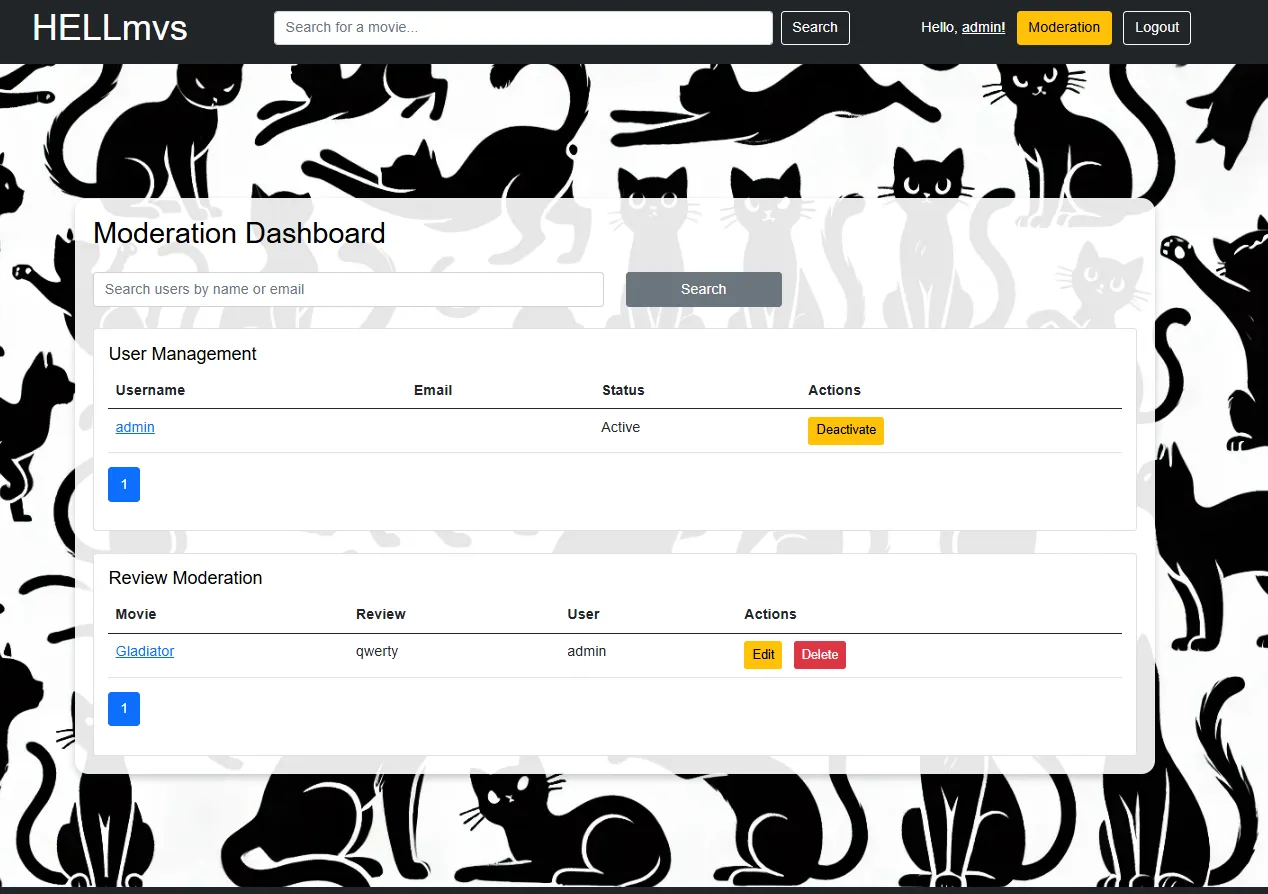 HELLmvs Search for a movie... Search Hello, admin! Moderation Logout
Moderation Dashboard
Search users by name or email Search
User Management
Username Email Status Actions
admin Active Deactivate
1
Review Moderation
Movie Review User Actions
Gladiator qwerty admin Edit Delete
1